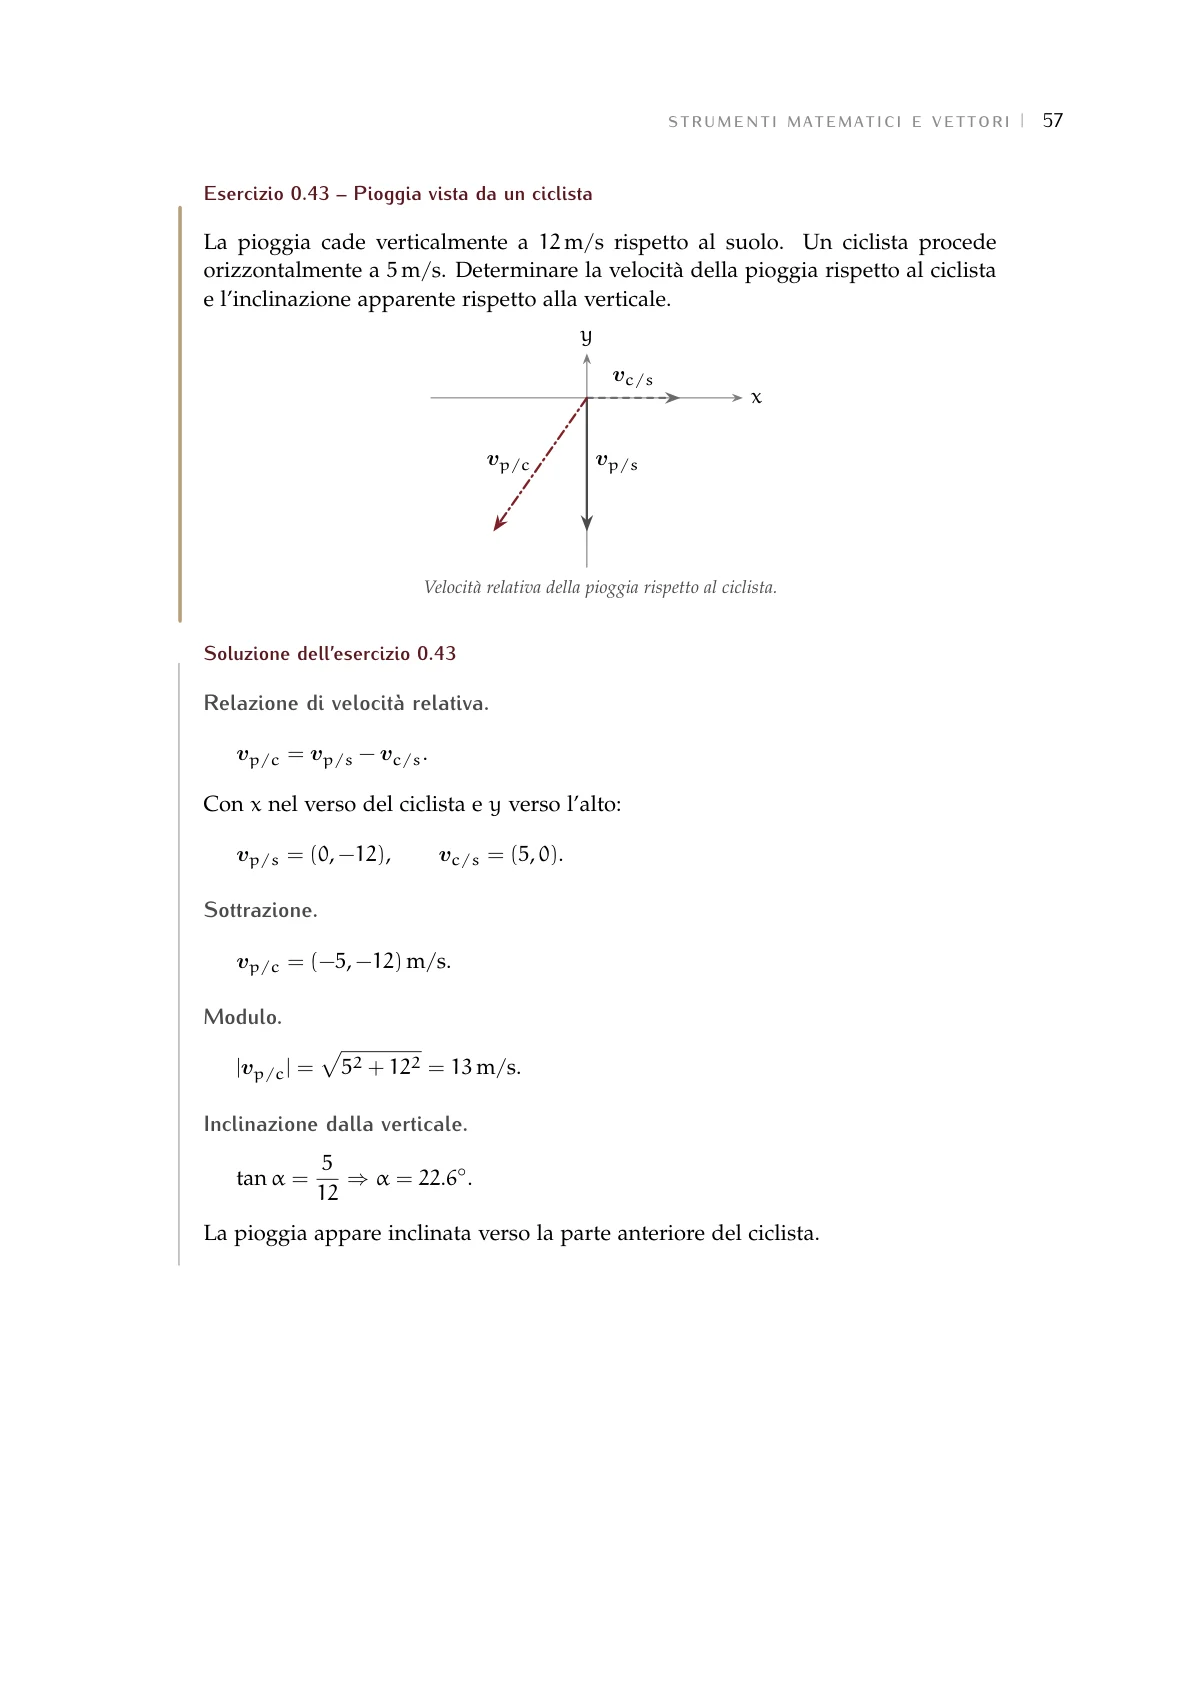 STRUMENTI MATEMATICI E VETTORI | 57
Esercizio 0.43 – Pioggia vista da un ciclista
La pioggia cade verticalmente a 12 m/s rispetto al suolo. Un ciclista procede
orizzontalmente a 5 m/s. Determinare la velocità della pioggia rispetto al ciclista
e l'inclinazione apparente rispetto alla verticale.
y
v_c/s
x
v_p/c
v_p/s
Velocità relativa della pioggia rispetto al ciclista.
Soluzione dell'esercizio 0.43
Relazione di velocità relativa.
v_p/c = v_p/s − v_c/s.
Con x nel verso del ciclista e y verso l'alto:
v_p/s = (0, −12), v_c/s = (5, 0).
Sottrazione.
v_p/c = (−5, −12) m/s.
Modulo.
|v_p/c| = √(5² + 12²) = 13 m/s.
Inclinazione dalla verticale.
tan α = 5/12 ⇒ α = 22.6°.
La pioggia appare inclinata verso la parte anteriore del ciclista.